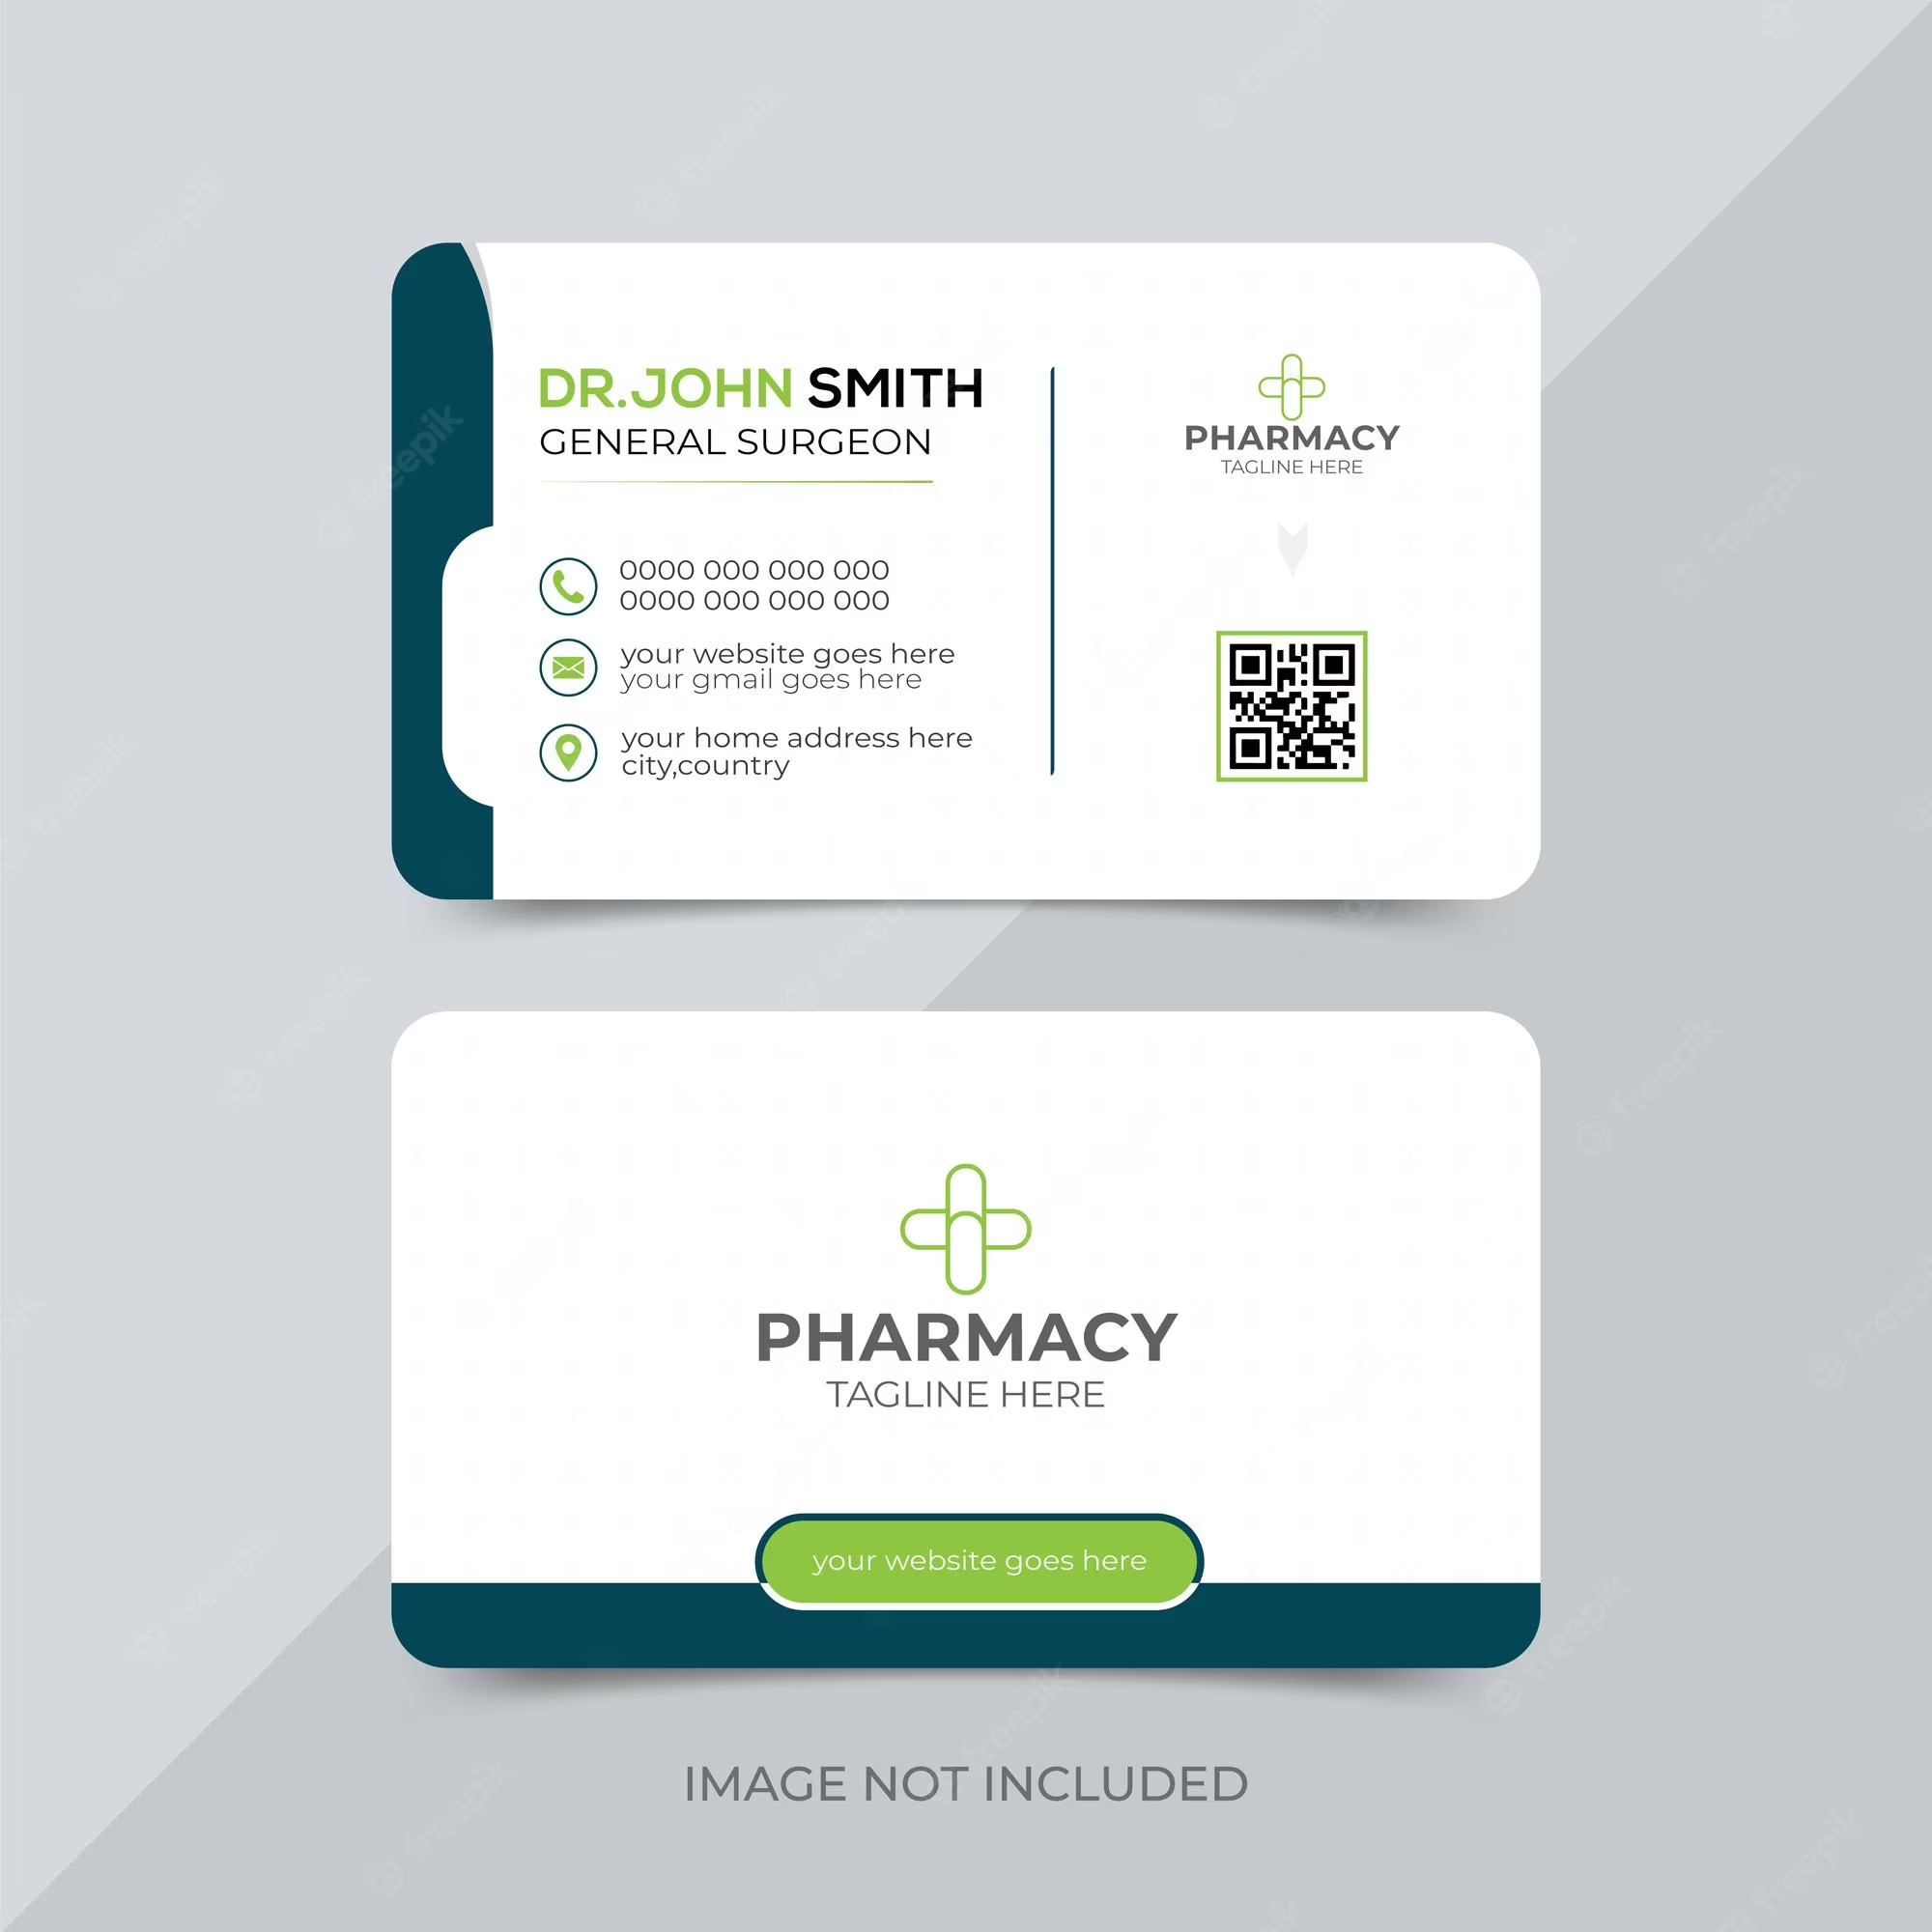 DR.JOHN SMITH
GENERAL SURGEON
0000 000 000 000
0000 000 000 000
your website goes here
your gmail goes here
your home address here
city,country
PHARMACY
TAGLINE HERE
PHARMACY
TAGLINE HERE
your website goes here
IMAGE NOT INCLUDED
freepik